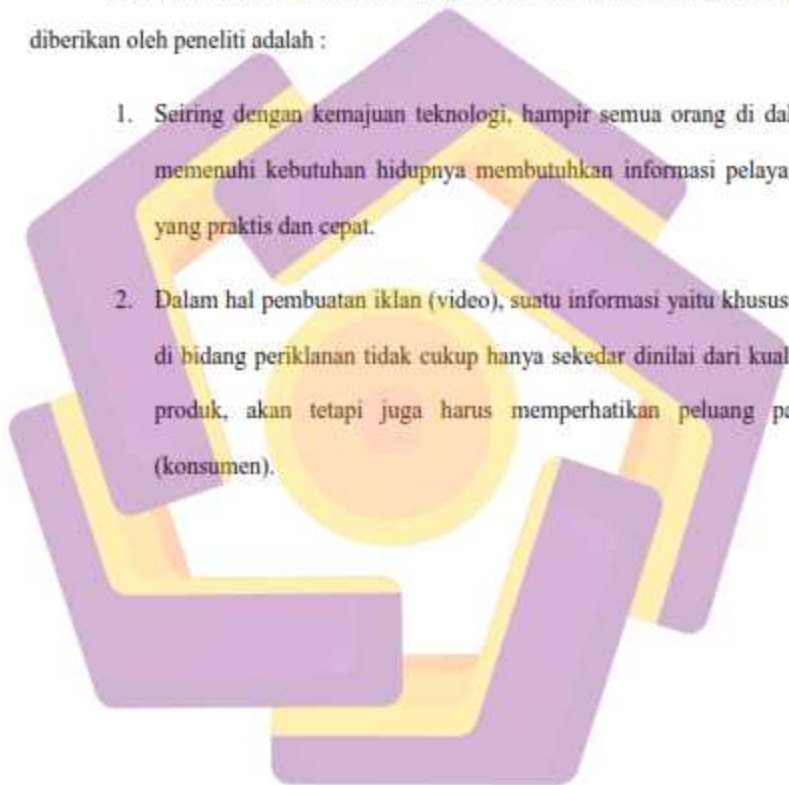 diberikan oleh peneliti adalah :
1. Seiring dengan kemajuan teknologi, hampir semua orang di dal
memenuhi kebutuhan hidupnya membutuhkan informasi pelaya
yang praktis dan cepat.
2. Dalam hal pembuatan iklan (video), suatu informasi yaitu khusus
di bidang periklanan tidak cukup hanya sekedar dinilai dari kual
produk, akan tetapi juga harus memperhatikan peluang pa
(konsumen).